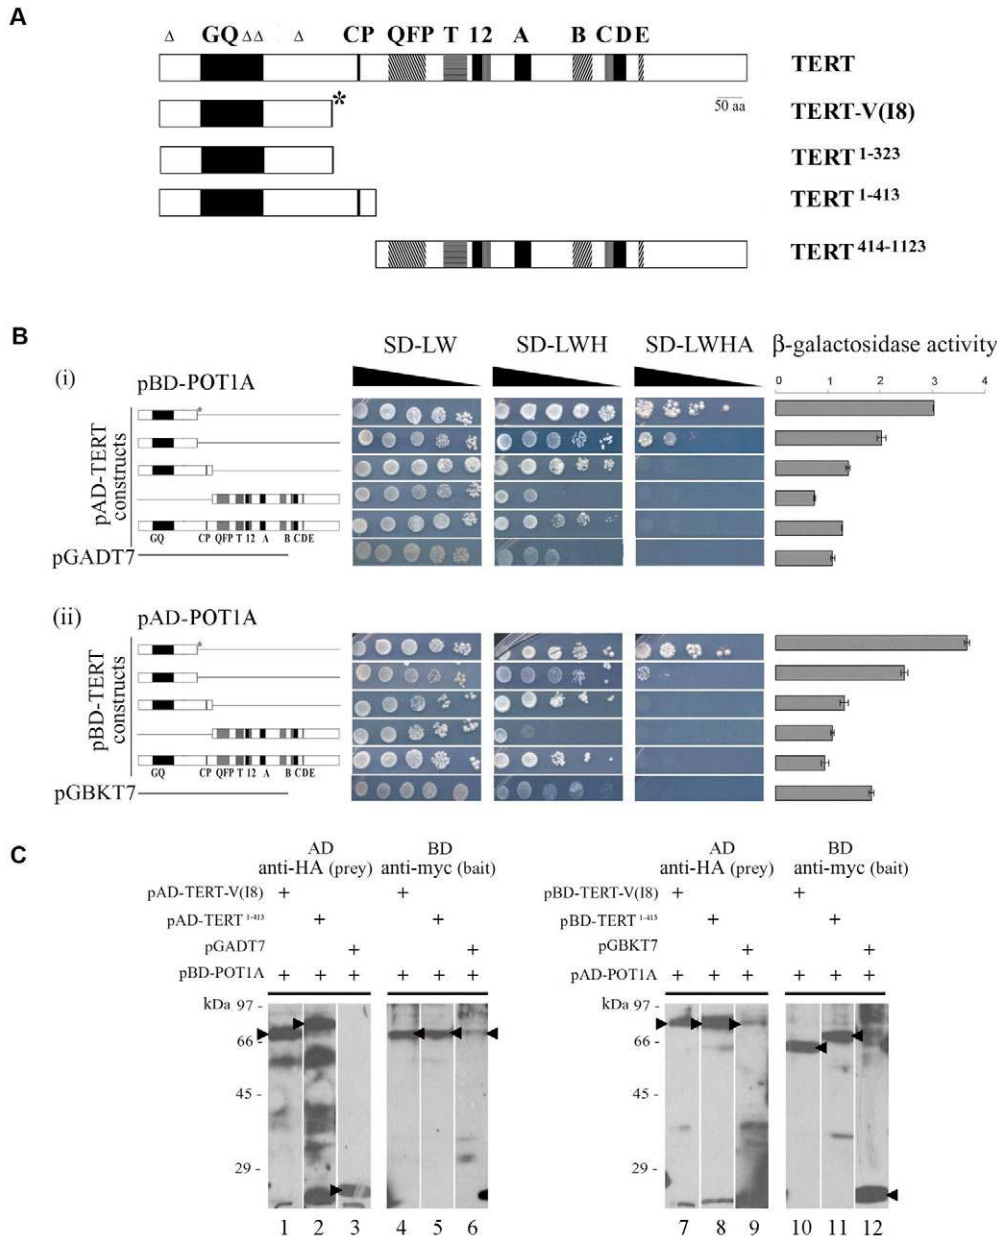 A
Δ GQ ΔΔ Δ CP QFP T 12 A B C D E
TERT
50 aa
*
TERT-V(I8)
TERT 1-323
TERT 1-413
TERT 414-1123
B
SD-LW SD-LWH SD-LWHA β-galactosidase activity
(i)
pBD-POT1A
0 1 2 3 4
*
pAD-TERT constructs
GQ CP QFP T 12 A B C D E
pGADT7
(ii)
pAD-POT1A
*
pBD-TERT constructs
GQ CP QFP T 12 A B C D E
pGBKT7
C
AD BD AD BD
anti-HA (prey) anti-myc (bait) anti-HA (prey) anti-myc (bait)
pAD-TERT-V(I8) + + pBD-TERT-V(I8) + +
pAD-TERT 1-413 + + pBD-TERT 1-413 + +
pGADT7 + + pGBKT7 + +
pBD-POT1A + + + + + + pAD-POT1A + + + + + +
kDa 97 - kDa 97 -
66 - 66 -
45 - 45 -
29 - 29 -
1 2 3 4 5 6 7 8 9 10 11 12